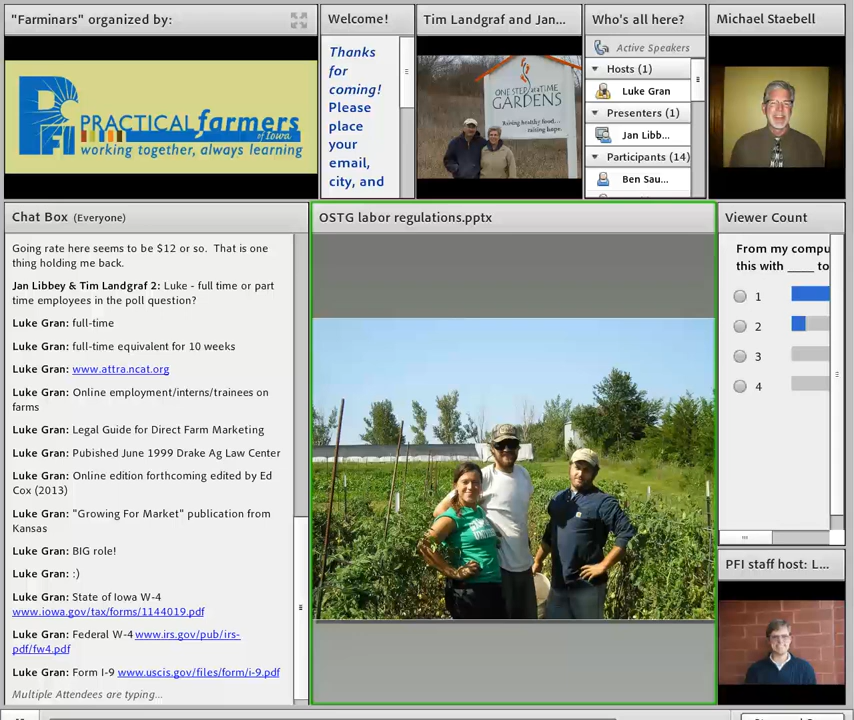 "Farminars" organized by:
PFI PRACTICAL farmers
of Iowa
working together, always learning
Welcome!
Thanks
for
coming!
Please
place
your
email,
city, and
Tim Landgraf and Jan...
ONE STEP at a TIME
GARDENS
Raising healthy food...
raising hope.
Who's all here?
Active Speakers
Hosts (1)
Luke Gran
Presenters (1)
Jan Libb...
Participants (14)
Ben Sau...
Michael Staebell
Chat Box (Everyone)
Going rate here seems to be $12 or so. That is one
thing holding me back.
Jan Libbey & Tim Landgraf 2: Luke - full time or part
time employees in the poll question?
Luke Gran: full-time
Luke Gran: full-time equivalent for 10 weeks
Luke Gran: www.attra.ncat.org
Luke Gran: Online employment/interns/trainees on
farms
Luke Gran: Legal Guide for Direct Farm Marketing
Luke Gran: Pubished June 1999 Drake Ag Law Center
Luke Gran: Online edition forthcoming edited by Ed
Cox (2013)
Luke Gran: "Growing For Market" publication from
Kansas
Luke Gran: BIG role!
Luke Gran: :)
Luke Gran: State of Iowa W-4
www.iowa.gov/tax/forms/1144019.pdf
Luke Gran: Federal W-4 www.irs.gov/pub/irs-
pdf/fw4.pdf
Luke Gran: Form I-9 www.uscis.gov/files/form/i-9.pdf
Multiple Attendees are typing...
OSTG labor regulations.pptx
Viewer Count
From my compu
this with ____ to
1
2
3
4
PFI staff host: L...